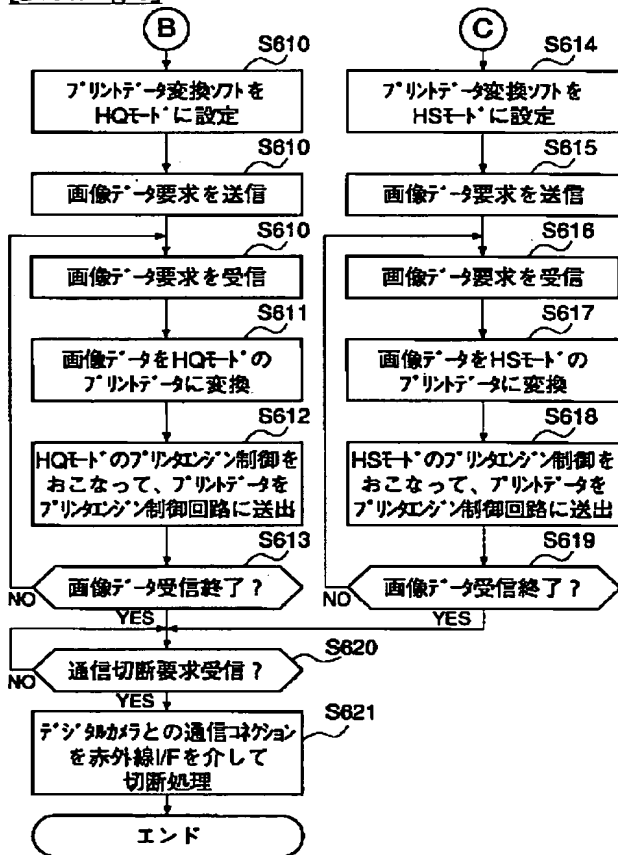 B
S610
プリントデータ変換ソフトを
HQモードに設定
S610
画像データ要求を送信
S610
画像データ要求を受信
S611
画像データをHQモードの
プリントデータに変換
S612
HQモードのプリンタエンジン制御を
おこなって、プリントデータを
プリンタエンジン制御回路に送出
S613
画像データ受信終了?
NO
YES
C
S614
プリントデータ変換ソフトを
HSモードに設定
S615
画像データ要求を送信
S616
画像データ要求を受信
S617
画像データをHSモードの
プリントデータに変換
S618
HSモードのプリンタエンジン制御を
おこなって、プリントデータを
プリンタエンジン制御回路に送出
S619
画像データ受信終了?
NO
YES
S620
通信切断要求受信?
NO
YES
S621
デジタルカメラとの通信コネクション
を赤外線I/Fを介して
切断処理
エンド